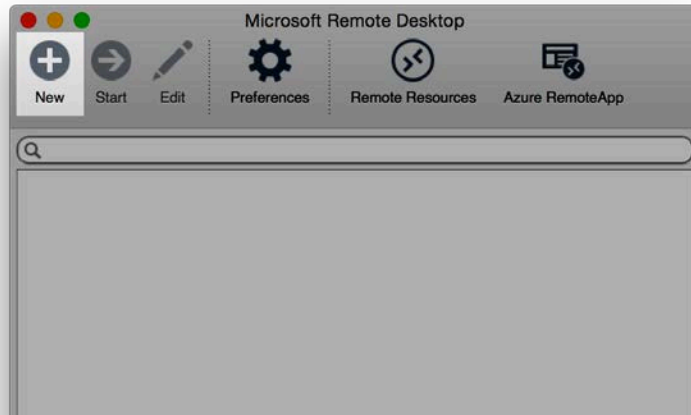 Microsoft Remote Desktop
New Start Edit Preferences Remote Resources Azure RemoteApp